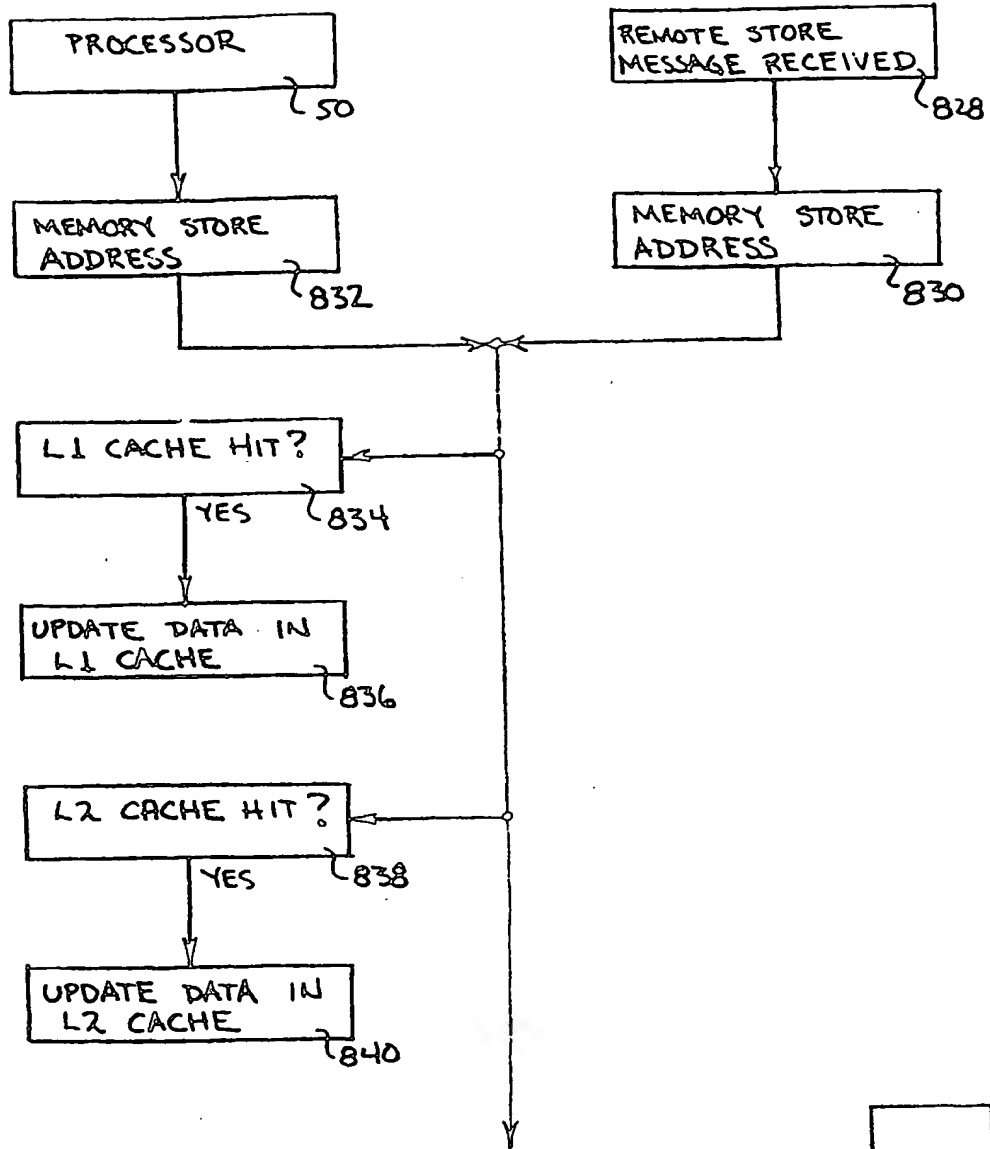 PROCESSOR
50
REMOTE STORE
MESSAGE RECEIVED
828
MEMORY STORE
ADDRESS
832
MEMORY STORE
ADDRESS
830
L1 CACHE HIT?
834
YES
UPDATE DATA IN
L1 CACHE
836
L2 CACHE HIT?
838
YES
UPDATE DATA IN
L2 CACHE
840